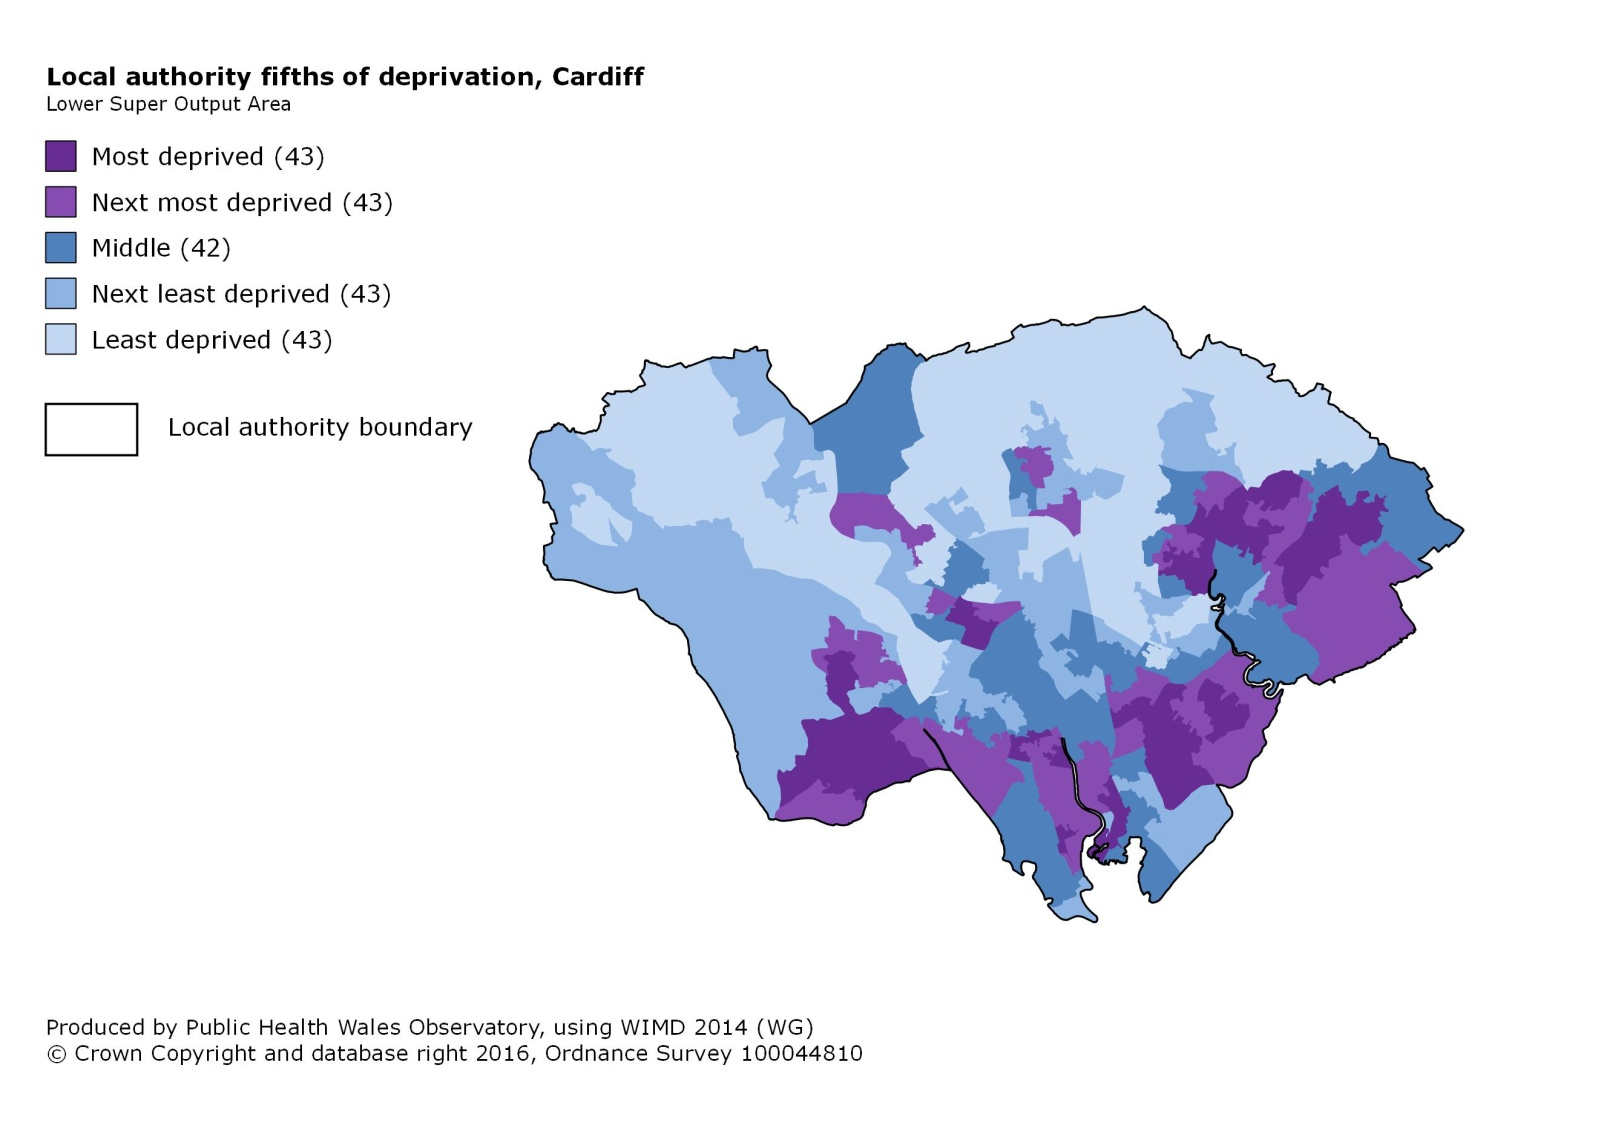 Local authority fifths of deprivation, Cardiff
Lower Super Output Area
Most deprived (43)
Next most deprived (43)
Middle (42)
Next least deprived (43)
Least deprived (43)
Local authority boundary
Produced by Public Health Wales Observatory, using WIMD 2014 (WG)
© Crown Copyright and database right 2016, Ordnance Survey 100044810